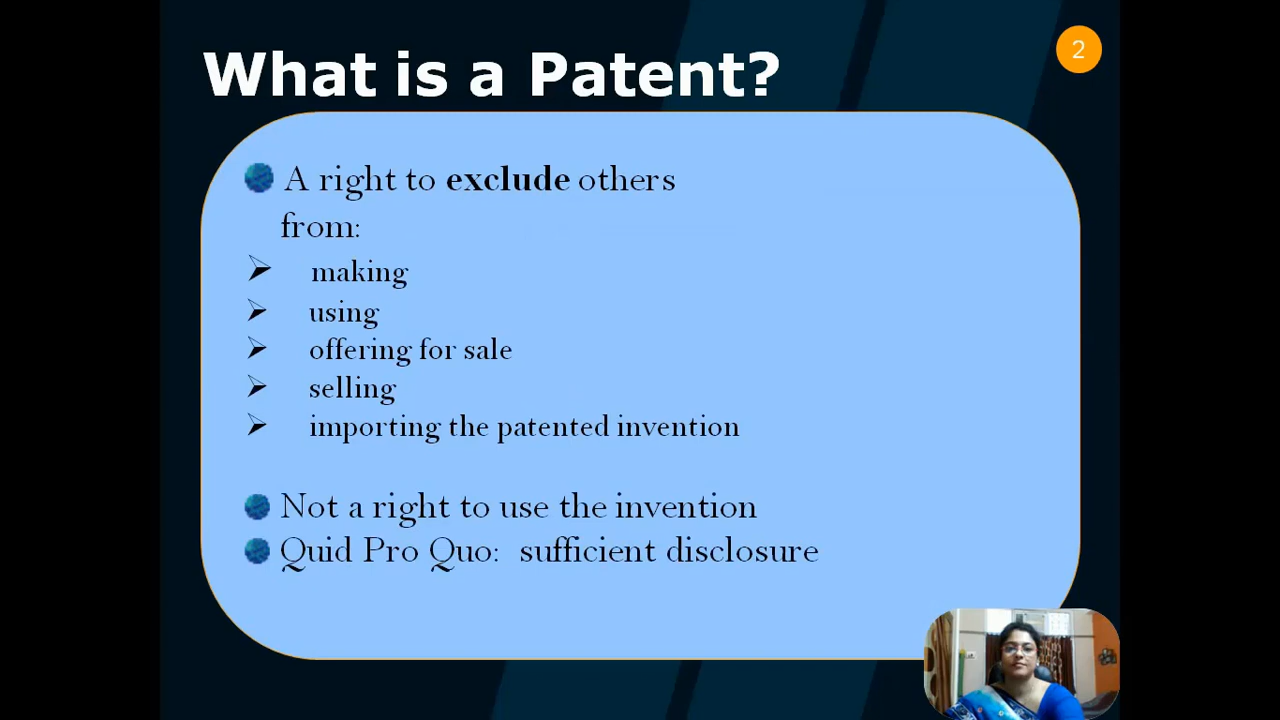 What is a Patent?
2
A right to exclude others
from:
making
using
offering for sale
selling
importing the patented invention
Not a right to use the invention
Quid Pro Quo: sufficient disclosure